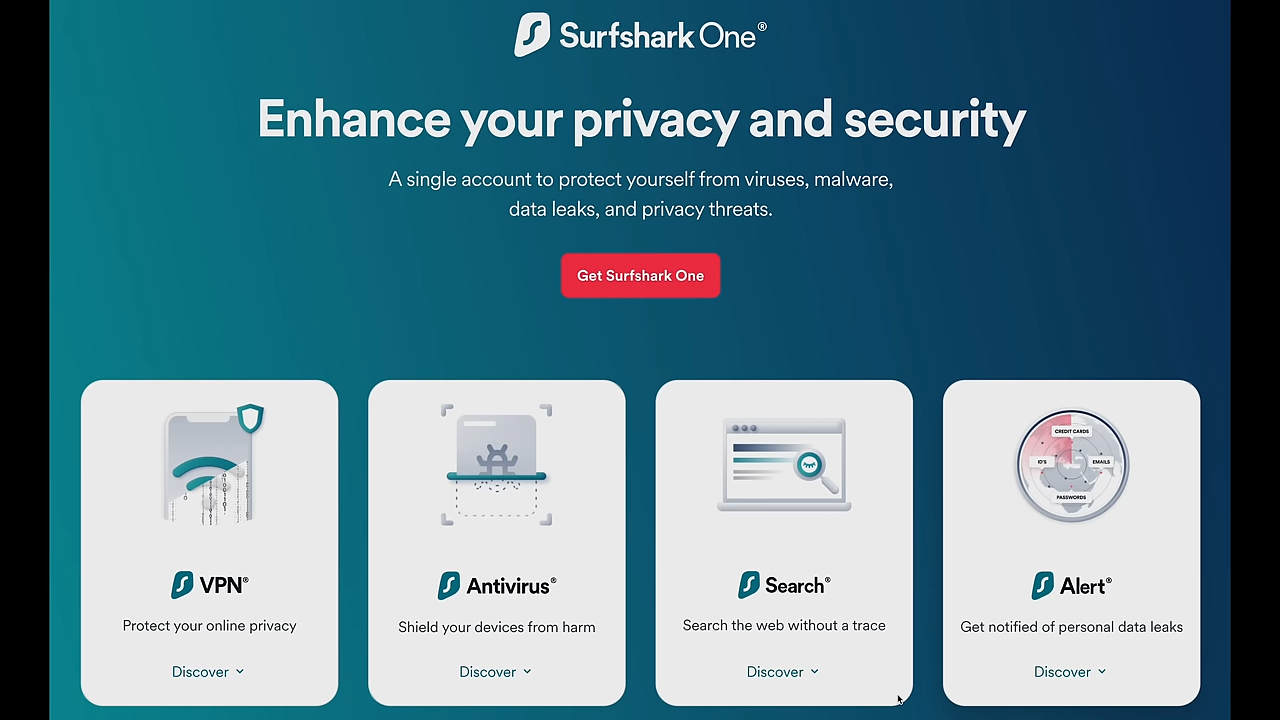 Surfshark One®
Enhance your privacy and security
A single account to protect yourself from viruses, malware,
data leaks, and privacy threats.
Get Surfshark One
CREDIT CARDS
ID'S
EMAILS
PASSWORDS
VPN®
Antivirus®
Search®
Alert®
Protect your online privacy
Shield your devices from harm
Search the web without a trace
Get notified of personal data leaks
Discover
Discover
Discover
Discover